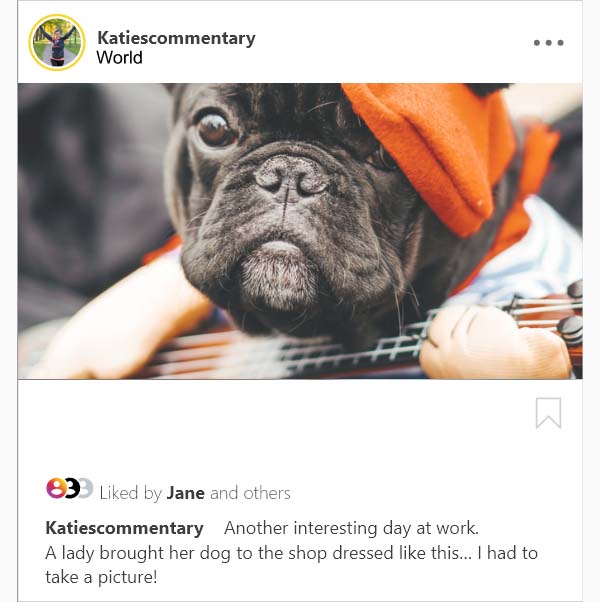 Katiescommentary
World
Liked by Jane and others
Katiescommentary Another interesting day at work.
A lady brought her dog to the shop dressed like this... I had to
take a picture!